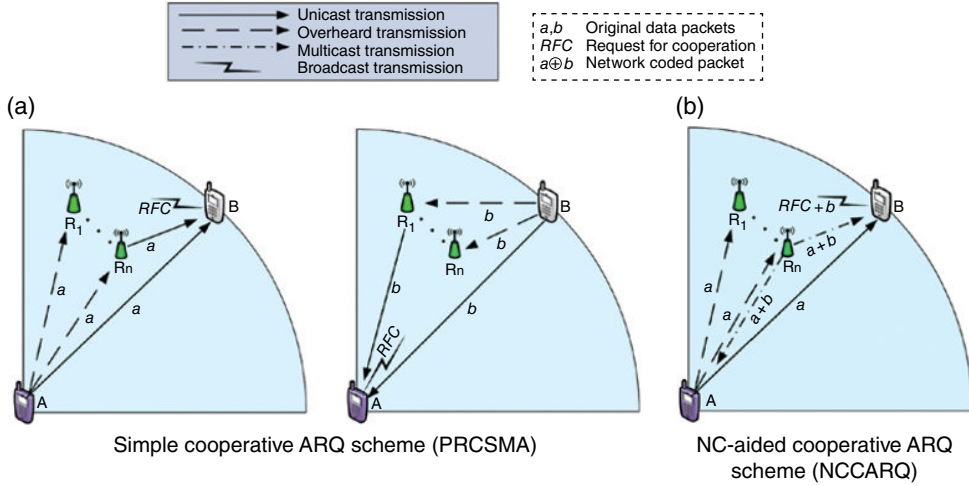 Unicast transmission
Overheard transmission
Multicast transmission
Broadcast transmission
a,b Original data packets
RFC Request for cooperation
a⊕b Network coded packet
(a)
R1
Rn
RFC
B
a
a
a
a
A
R1
Rn
B
b
b
b
b
RFC
A
Simple cooperative ARQ scheme (PRCSMA)
(b)
R1
Rn
RFC+b
B
a+b
a
a
a+b
a
A
NC-aided cooperative ARQ
scheme (NCCARQ)